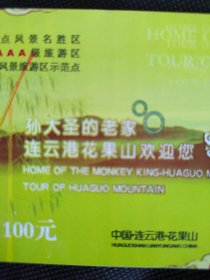 点风景名胜区
AAA级旅游区
风景旅游区示范点
HOME OF
TOUR OF
孙大圣的老家
连云港花果山欢迎您
HOME OF THE MONKEY KING-HUAGUO M
TOUR OF HUAGUO MOUNTAIN
100元
中国·连云港·花果山
HUAGUOSHAN LIANYUNGANG CHINA